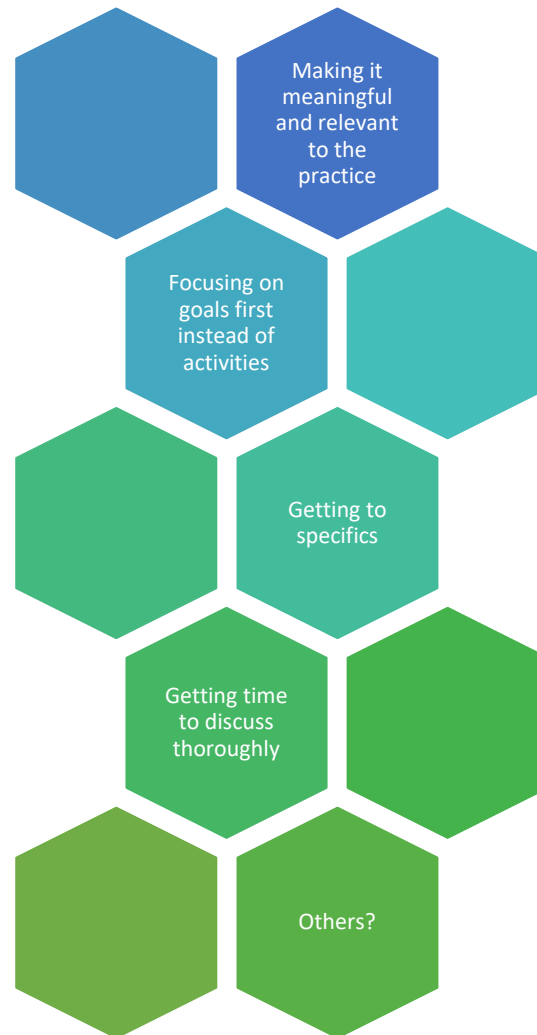 Making it
meaningful
and relevant
to the
practice
Focusing on
goals first
instead of
activities
Getting to
specifics
Getting time
to discuss
thoroughly
Others?